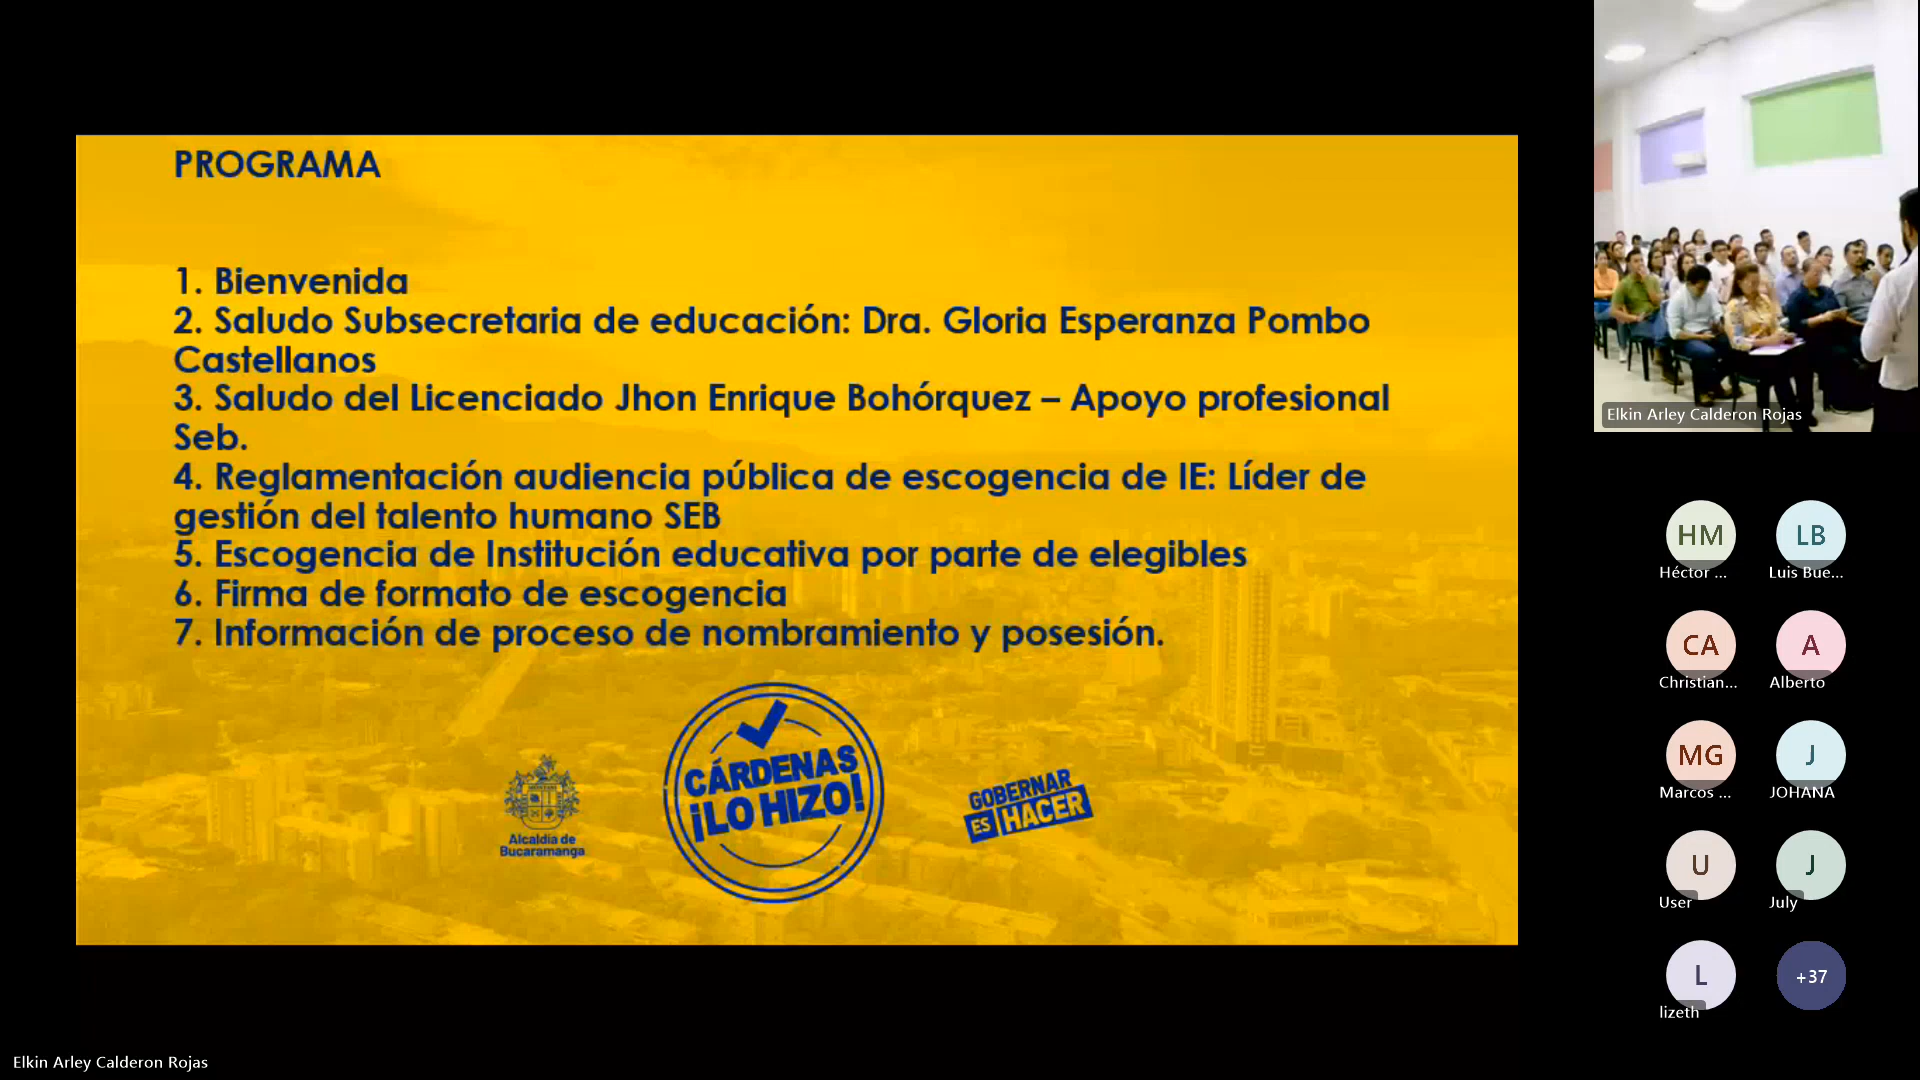 PROGRAMA
1. Bienvenida
2. Saludo Subsecretaria de educación: Dra. Gloria Esperanza Pombo
Castellanos
3. Saludo del Licenciado Jhon Enrique Bohórquez – Apoyo profesional
Seb.
4. Reglamentación audiencia pública de escogencia de IE: Líder de
gestión del talento humano SEB
5. Escogencia de Institución educativa por parte de elegibles
6. Firma de formato de escogencia
7. Información de proceso de nombramiento y posesión.
Alcaldía de
Bucaramanga
CÁRDENAS
¡LO HIZO!
GOBERNAR
ES HACER
Elkin Arley Calderon Rojas
HM
Héctor ...
LB
Luis Bue...
CA
Christian...
A
Alberto
MG
Marcos ...
J
JOHANA
U
User
J
July
L
lizeth
+37
Elkin Arley Calderon Rojas